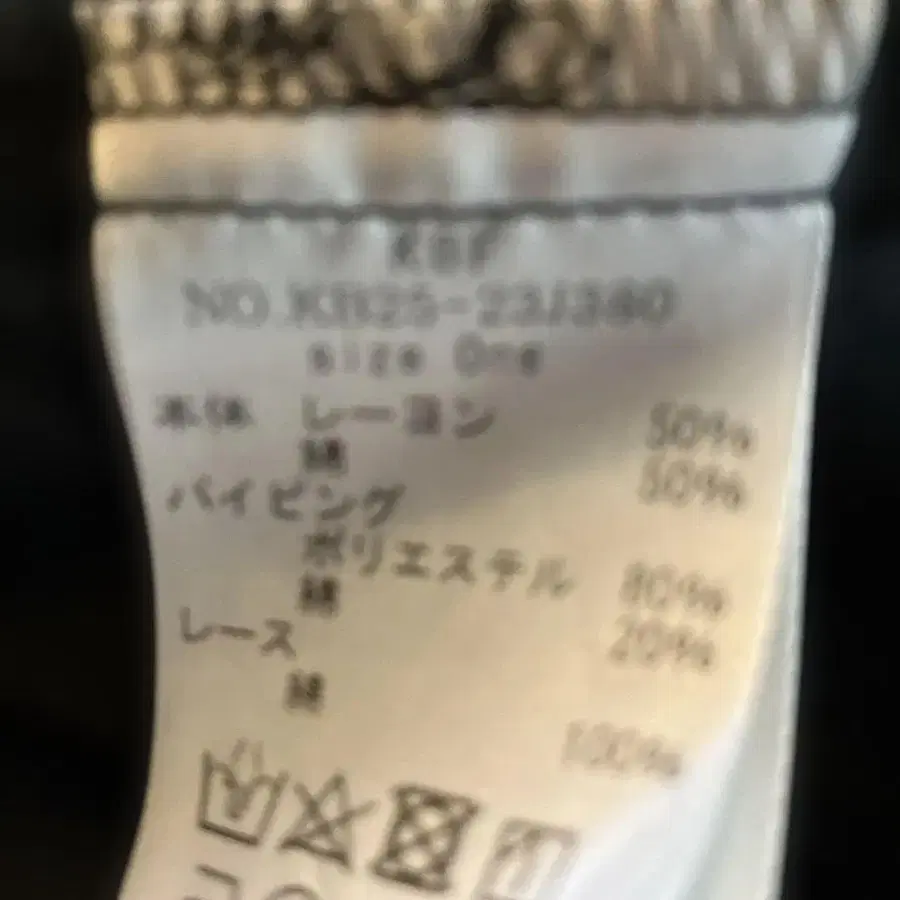 KBF
NO.KB25-23J380
size One
本体 レーヨン 50%
綿 50%
パイピング
ポリエステル 80%
綿 20%
レース
綿 100%